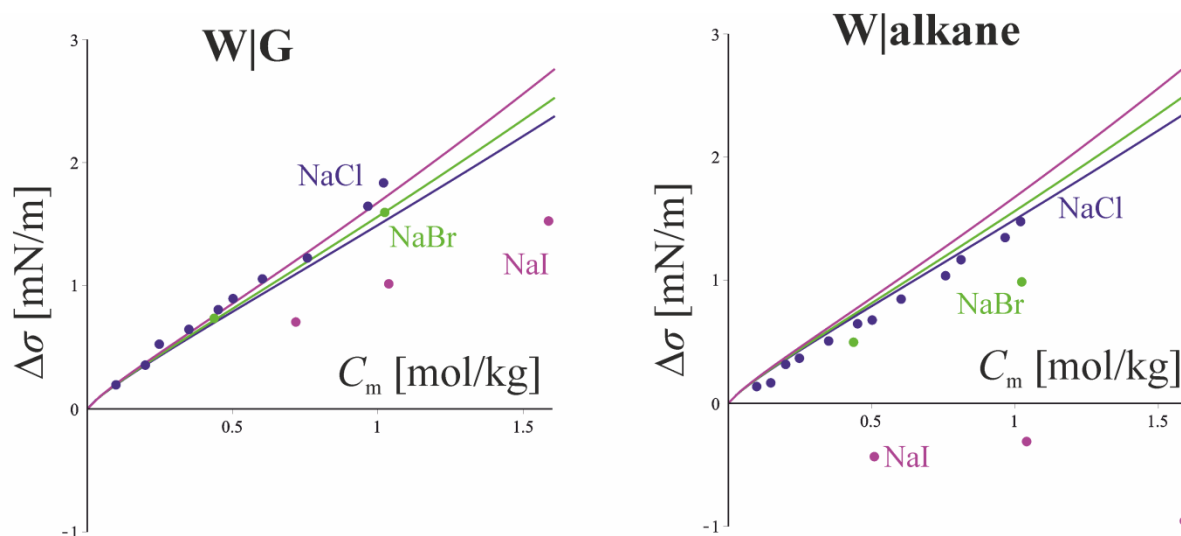 W|G
3
2
1
0
-1
Δσ [mN/m]
NaCl
NaBr
NaI
C_m [mol/kg]
0.5
1
1.5
W|alkane
3
2
1
0
-1
Δσ [mN/m]
NaCl
NaBr
C_m [mol/kg]
0.5
1
1.5
NaI